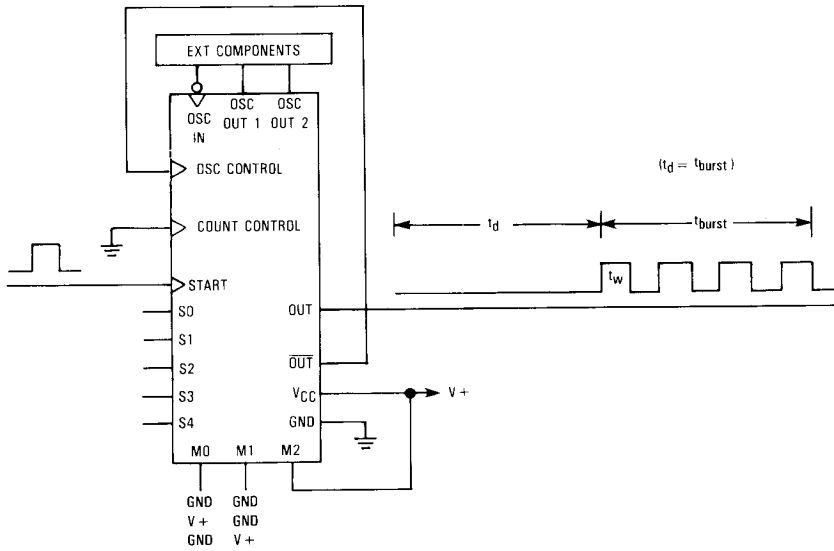 EXT COMPONENTS
OSC IN
OSC OUT 1
OSC OUT 2
OSC CONTROL
COUNT CONTROL
START
S0
S1
S2
S3
S4
OUT
OUT
VCC
GND
V +
M0 M1 M2
GND GND
V + GND
GND V +
(td = tburst)
td
tburst
tw